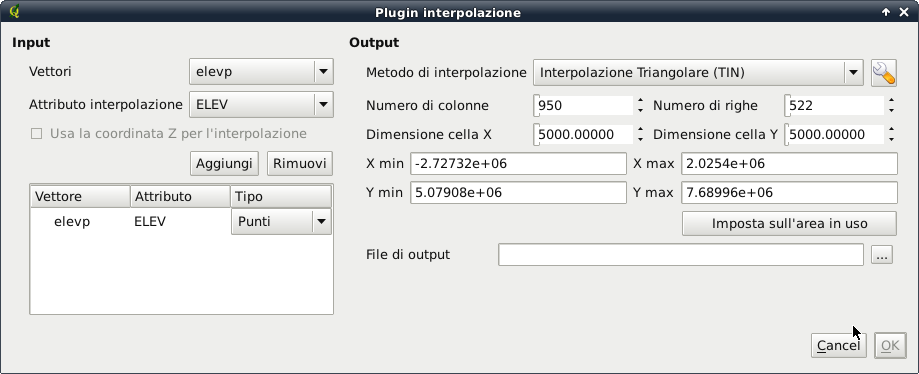 Plugin interpolazione
Input
Vettori elevp
Attributo interpolazione ELEV
Usa la coordinata Z per l'interpolazione
Aggiungi Rimuovi
Vettore Attributo Tipo
elevp ELEV Punti
Output
Metodo di interpolazione Interpolazione Triangolare (TIN)
Numero di colonne 950 Numero di righe 522
Dimensione cella X 5000.00000 Dimensione cella Y 5000.00000
X min -2.72732e+06 X max 2.0254e+06
Y min 5.07908e+06 Y max 7.68996e+06
Imposta sull'area in uso
File di output ...
Cancel OK